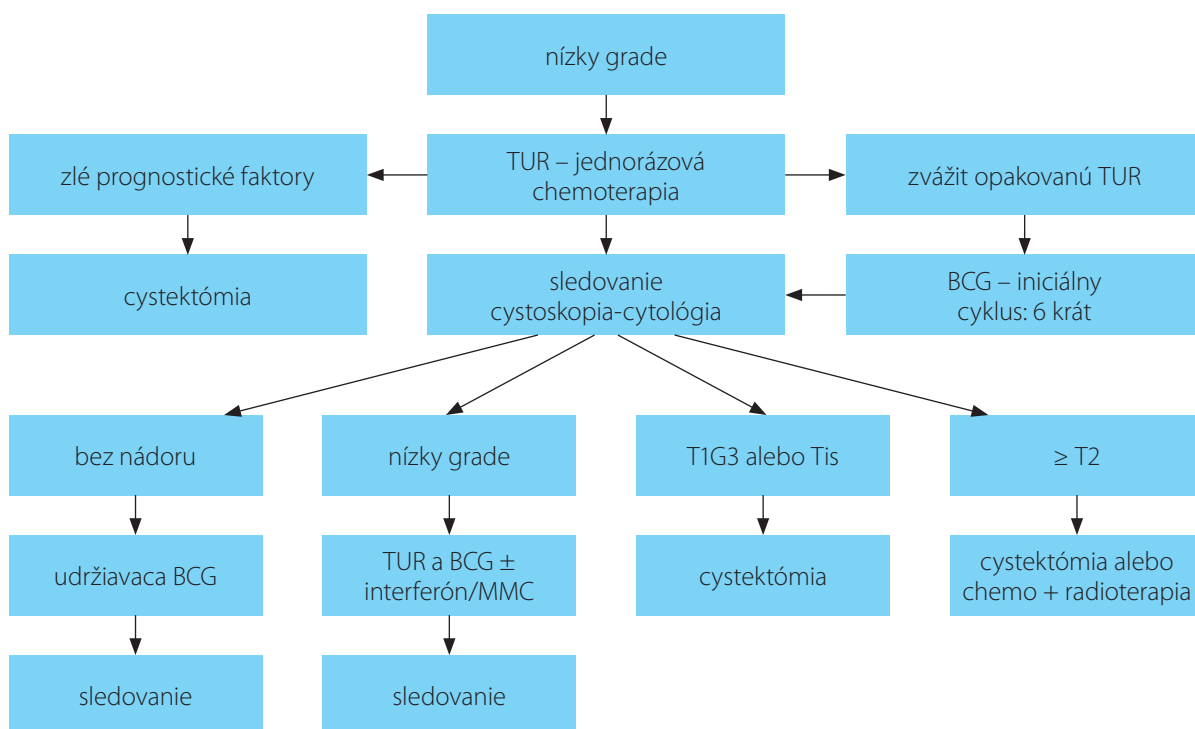 nízky grade
zlé prognostické faktory
TUR – jednorázová
chemoterapia
zvážit opakovanú TUR
cystektómia
sledovanie
cystoskopia-cytológia
BCG – iniciálny
cyklus: 6 krát
bez nádoru
nízky grade
T1G3 alebo Tis
≥ T2
udržiavaca BCG
TUR a BCG ±
interferón/MMC
cystektómia
cystektómia alebo
chemo + radioterapia
sledovanie
sledovanie